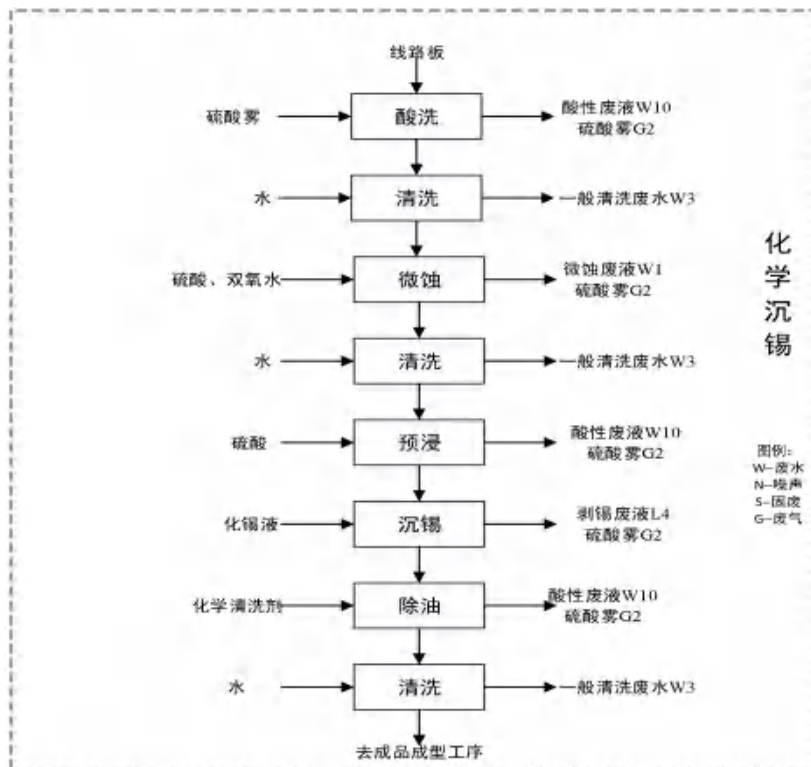 线路板
硫酸雾
酸洗
酸性废液W10
硫酸雾G2
水
清洗
一般清洗废水W3
硫酸、双氧水
微蚀
微蚀废液W1
硫酸雾G2
水
清洗
一般清洗废水W3
硫酸
预浸
酸性废液W10
硫酸雾G2
化锡液
沉锡
剥锡废液L4
硫酸雾G2
化学清洗剂
除油
酸性废液W10
硫酸雾G2
水
清洗
一般清洗废水W3
去成品成型工序
化学沉锡
图例:
W—废水
N—噪声
S—固废
G—废气